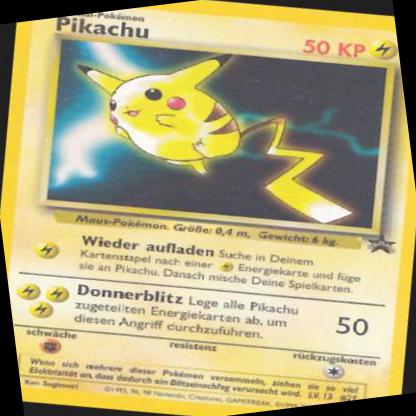 Pikachu
50 KP
Maus-Pokémon. Größe: 0,4 m, Gewicht: 6 kg.
Wieder aufladen Suche in Deinem
Kartenstapel nach einer Energiekarte und füge
sie an Pikachu. Danach mische Deine Spielkarten.
Donnerblitz Lege alle Pikachu
zugeteilten Energiekarten ab, um
diesen Angriff durchzuführen.
50
schwäche
resistenz
rückzugskosten
Wenn sich mehrere dieser Pokémon versammeln, ziehen sie so viel
Elektrizität an, dass dadurch ein Blitzeinschlag verursacht wird. LV. 13 #25
Ken Sugimori